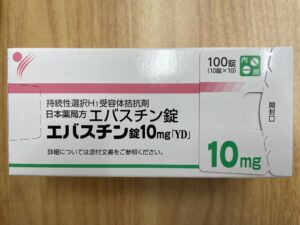 持続性選択H₁受容体拮抗剤
日本薬局方 エバスチン錠
エバスチン錠10mg「YD」
詳細については添付文書をご参照ください。
100錠
(10錠×10)
内
用
開封口
10mg